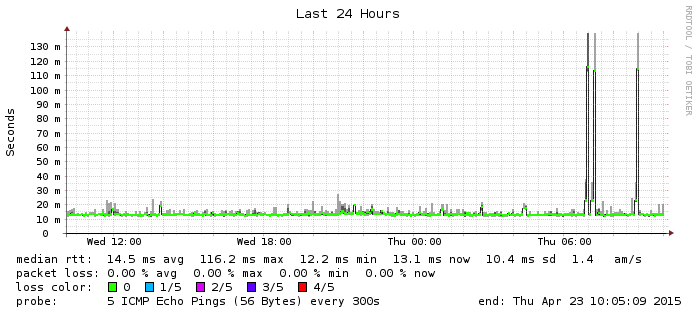 Last 24 Hours
RRDTOOL / TOBI OETIKER
Seconds
130 m
120 m
110 m
100 m
90 m
80 m
70 m
60 m
50 m
40 m
30 m
20 m
10 m
0
Wed 12:00 Wed 18:00 Thu 00:00 Thu 06:00
median rtt: 14.5 ms avg 116.2 ms max 12.2 ms min 13.1 ms now 10.4 ms sd 1.4 am/s
packet loss: 0.00 % avg 0.00 % max 0.00 % min 0.00 % now
loss color: 0 1/5 2/5 3/5 4/5
probe: 5 ICMP Echo Pings (56 Bytes) every 300s end: Thu Apr 23 10:05:09 2015